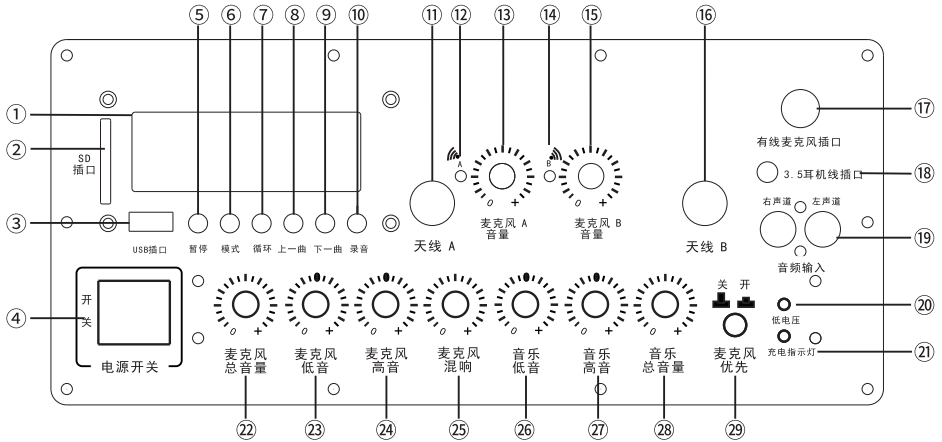 ⑤ ⑥ ⑦ ⑧ ⑨ ⑩ ⑪ ⑫ ⑬ ⑭ ⑮ ⑯
①
②
③
④
SD
插口
USB插口
暂停
模式
循环
上一曲
下一曲
录音
天线 A
A
麦克风 A
音量
B
麦克风 B
音量
天线 B
有线麦克风插口
⑰
3.5耳机线插口
⑱
右声道
左声道
音频输入
⑲
开
关
电源开关
0 +
麦克风
总音量
0 +
麦克风
低音
0 +
麦克风
高音
0 +
麦克风
混响
0 +
音乐
低音
0 +
音乐
高音
0 +
音乐
总音量
关 开
麦克风
优先
低电压
⑳
充电指示灯
㉑
㉒ ㉓ ㉔ ㉕ ㉖ ㉗ ㉘ ㉙